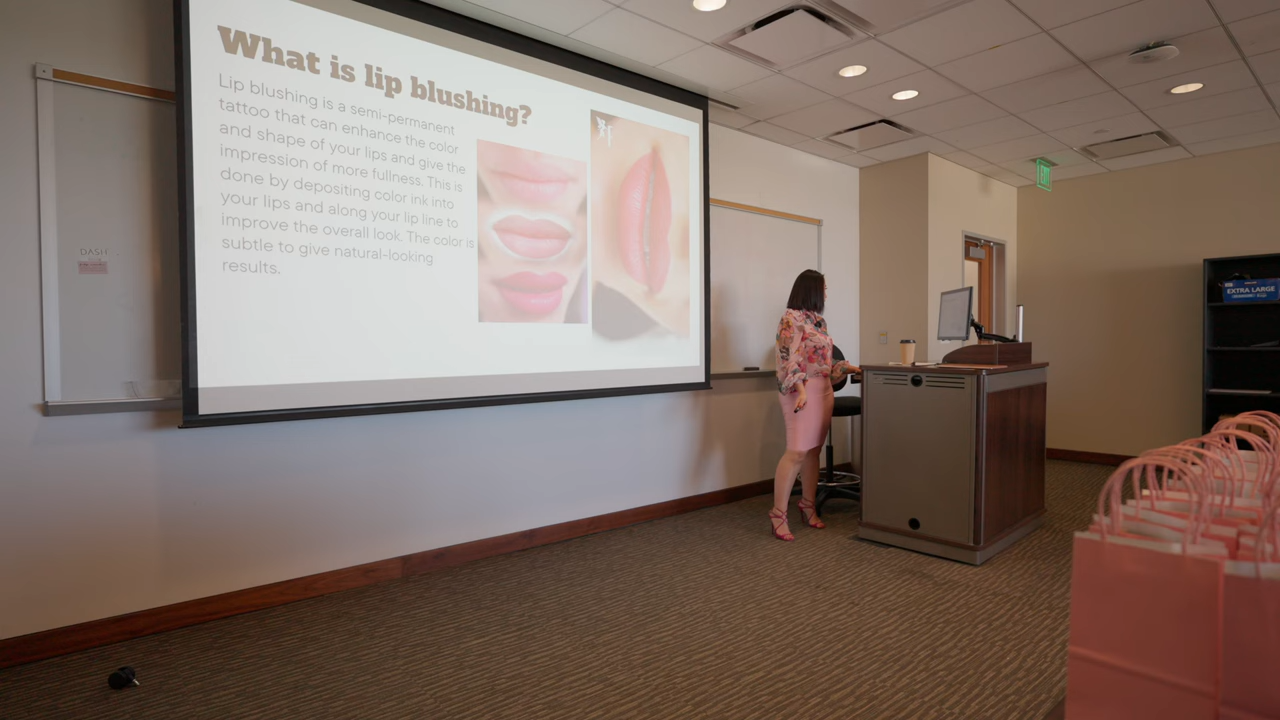 What is lip blushing?
Lip blushing is a semi-permanent
tattoo that can enhance the color
and shape of your lips and give the
impression of more fullness. This is
done by depositing color ink into
your lips and along your lip line to
improve the overall look. The color is
subtle to give natural-looking
results.
DASH
EXTRA LARGE